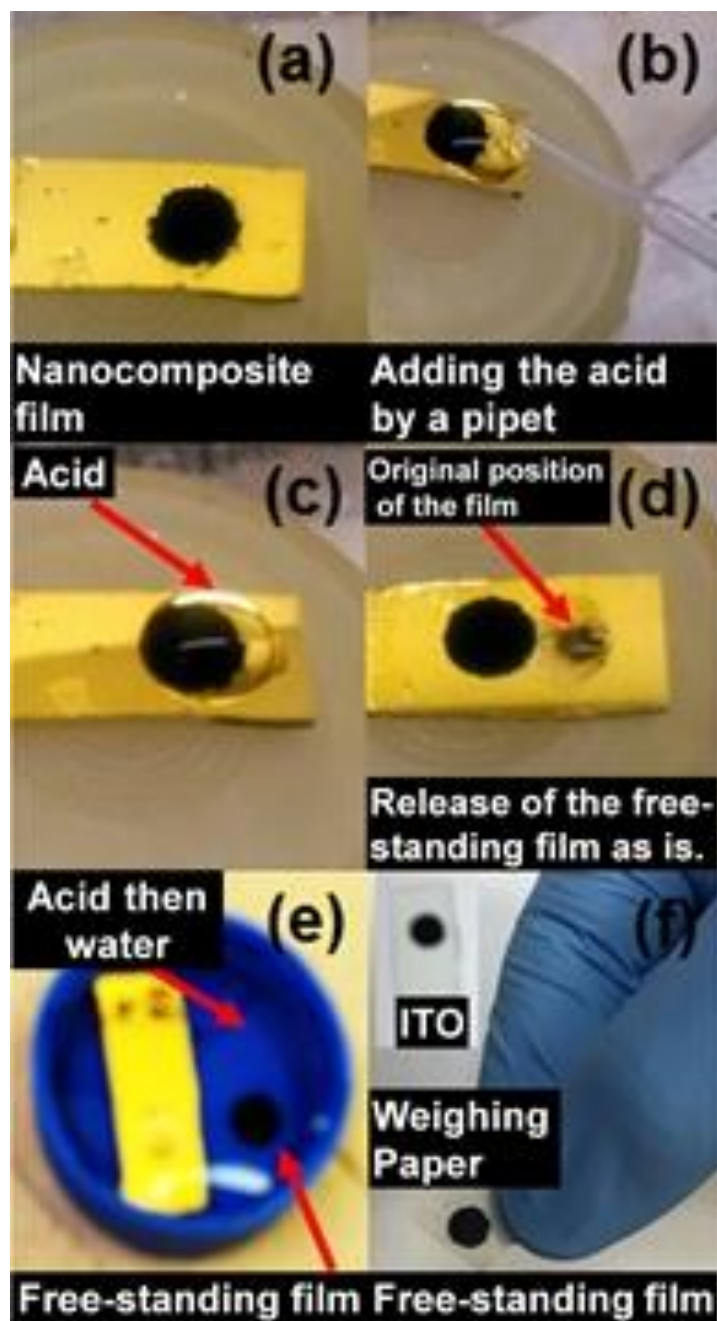 (a)
(b)
Nanocomposite
film
Adding the acid
by a pipet
Acid
(c)
Original position
of the film
(d)
Release of the free-
standing film as is.
Acid then
water
(e)
(f)
ITO
Weighing
Paper
Free-standing film
Free-standing film